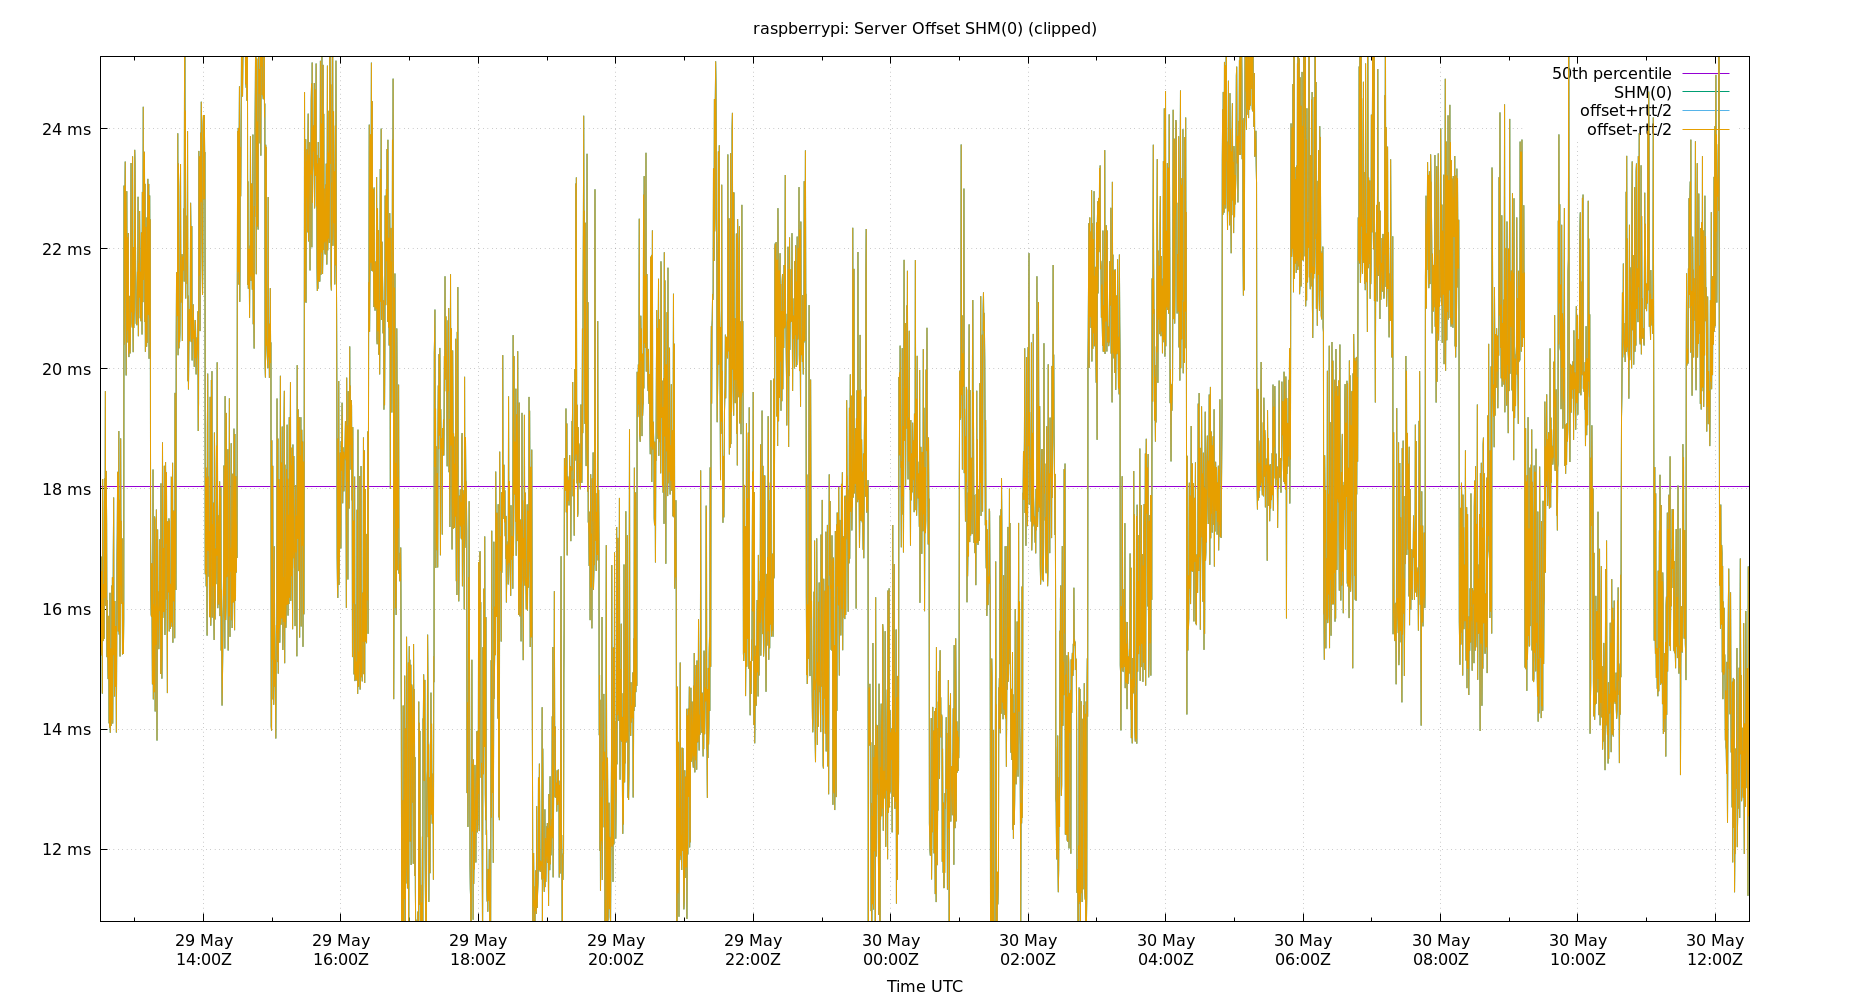 raspberrypi: Server Offset SHM(0) (clipped)
50th percentile
SHM(0)
offset+rtt/2
offset-rtt/2
24 ms
22 ms
20 ms
18 ms
16 ms
14 ms
12 ms
29 May 29 May 29 May 29 May 29 May 30 May 30 May 30 May 30 May 30 May 30 May 30 May
14:00Z 16:00Z 18:00Z 20:00Z 22:00Z 00:00Z 02:00Z 04:00Z 06:00Z 08:00Z 10:00Z 12:00Z
Time UTC